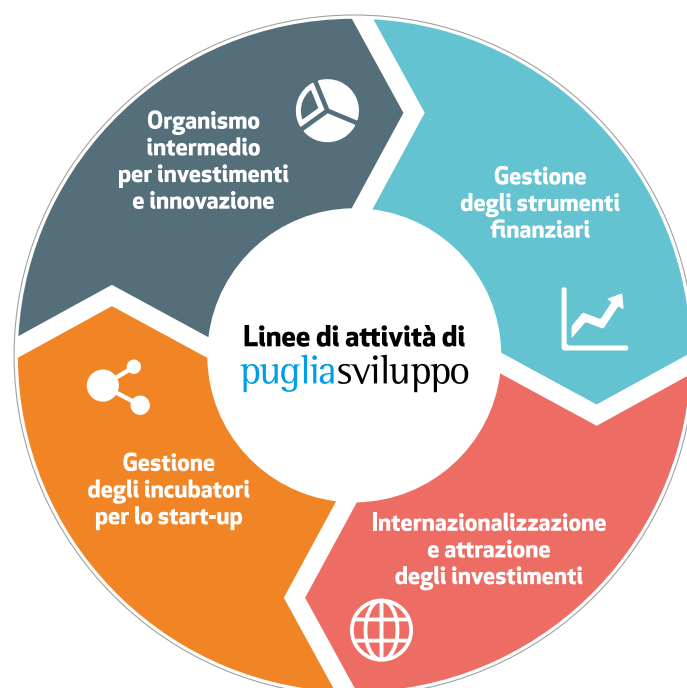 Organismo
intermedio
per investimenti
e innovazione
Gestione
degli strumenti
finanziari
Linee di attività di
pugliasviluppo
Gestione
degli incubatori
per lo start-up
Internazionalizzazione
e attrazione
degli investimenti